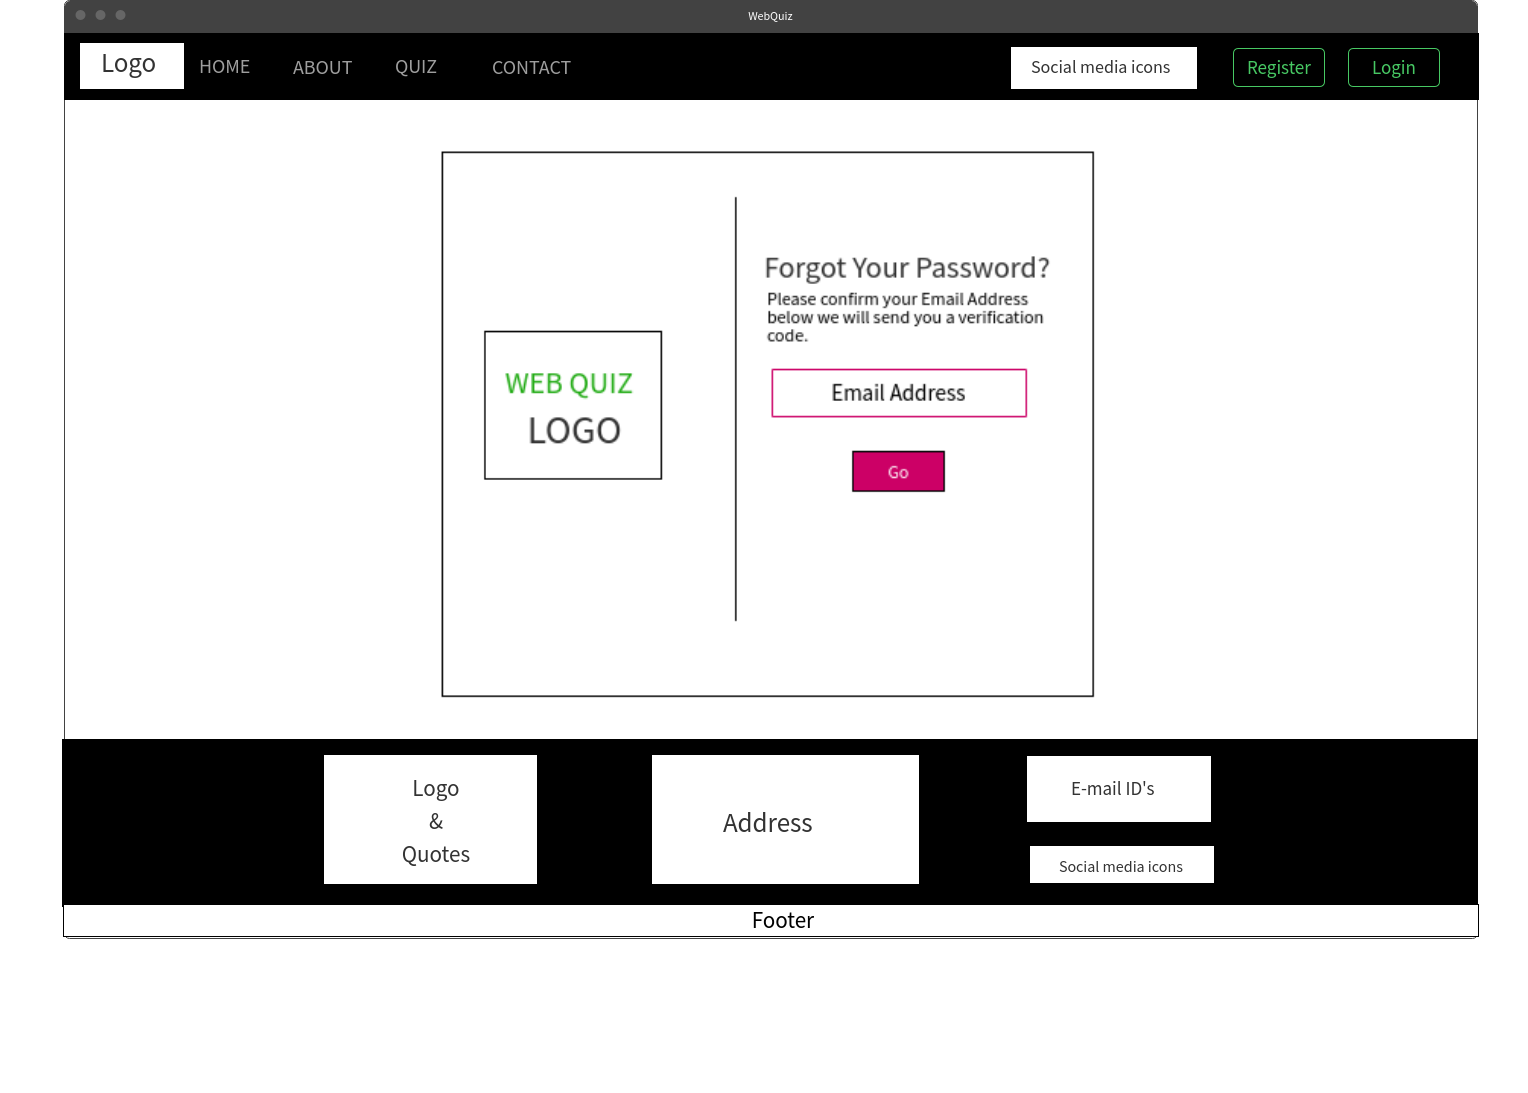 WebQuiz
Logo HOME ABOUT QUIZ CONTACT Social media icons Register Login
Forgot Your Password?
Please confirm your Email Address
below we will send you a verification
code.
WEB QUIZ
LOGO
Email Address
Go
Logo
&
Quotes
Address
E-mail ID's
Social media icons
Footer